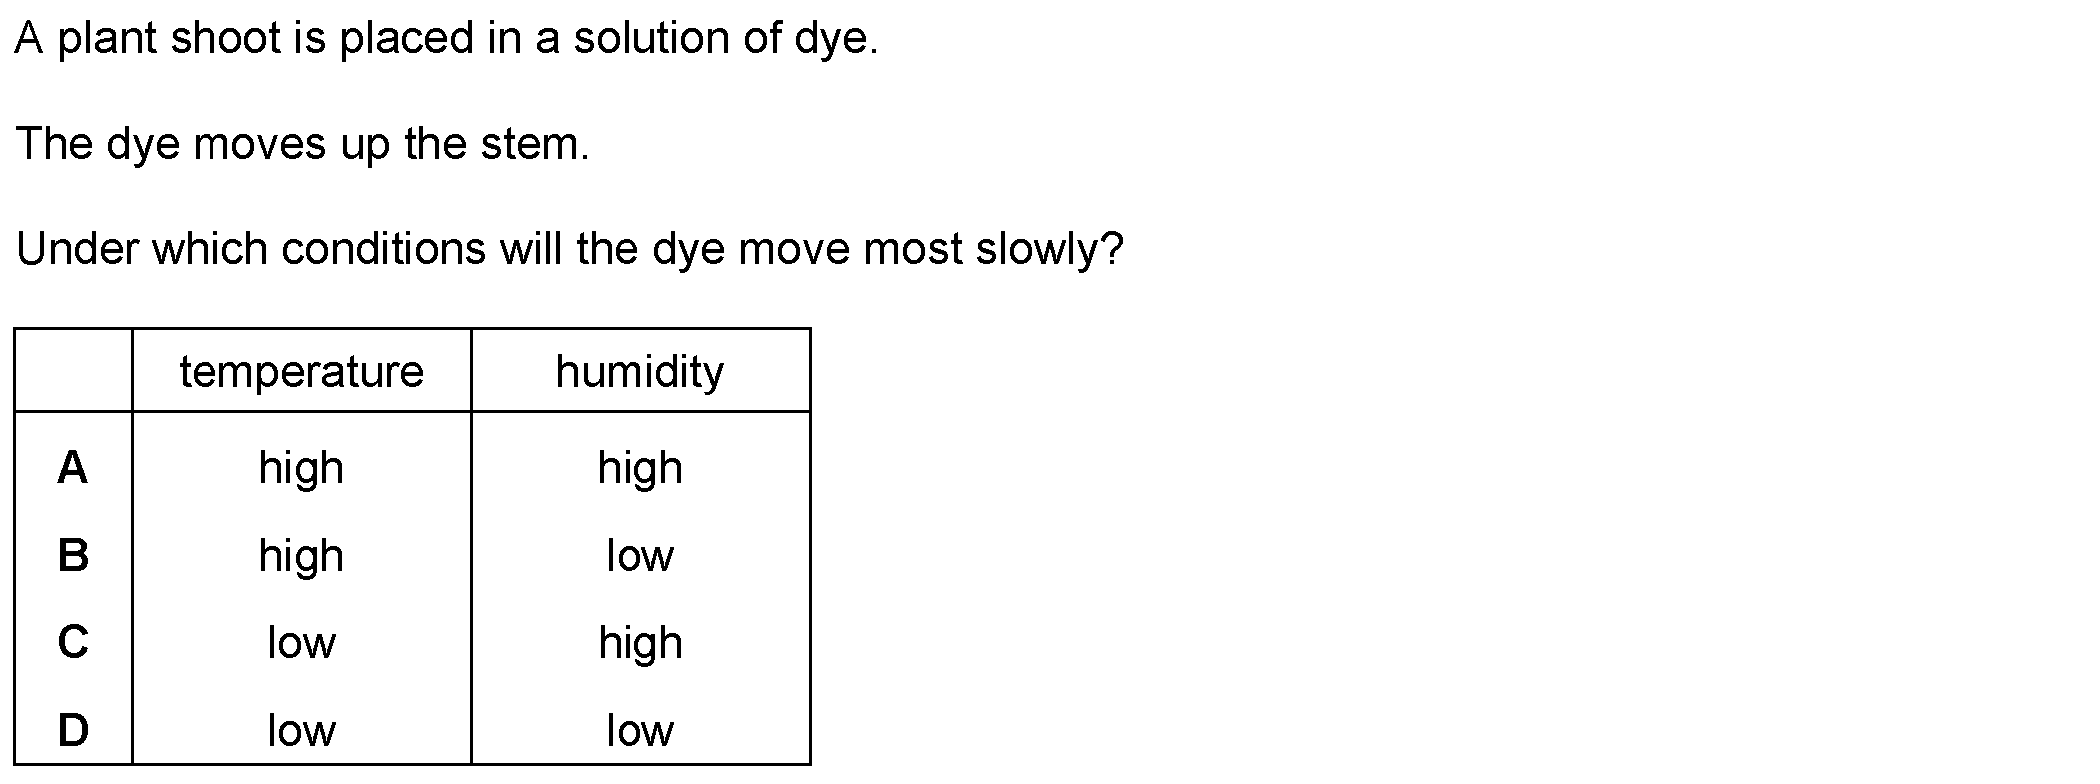 A plant shoot is placed in a solution of dye.
The dye moves up the stem.
Under which conditions will the dye move most slowly?
temperature humidity
A high high
B high low
C low high
D low low